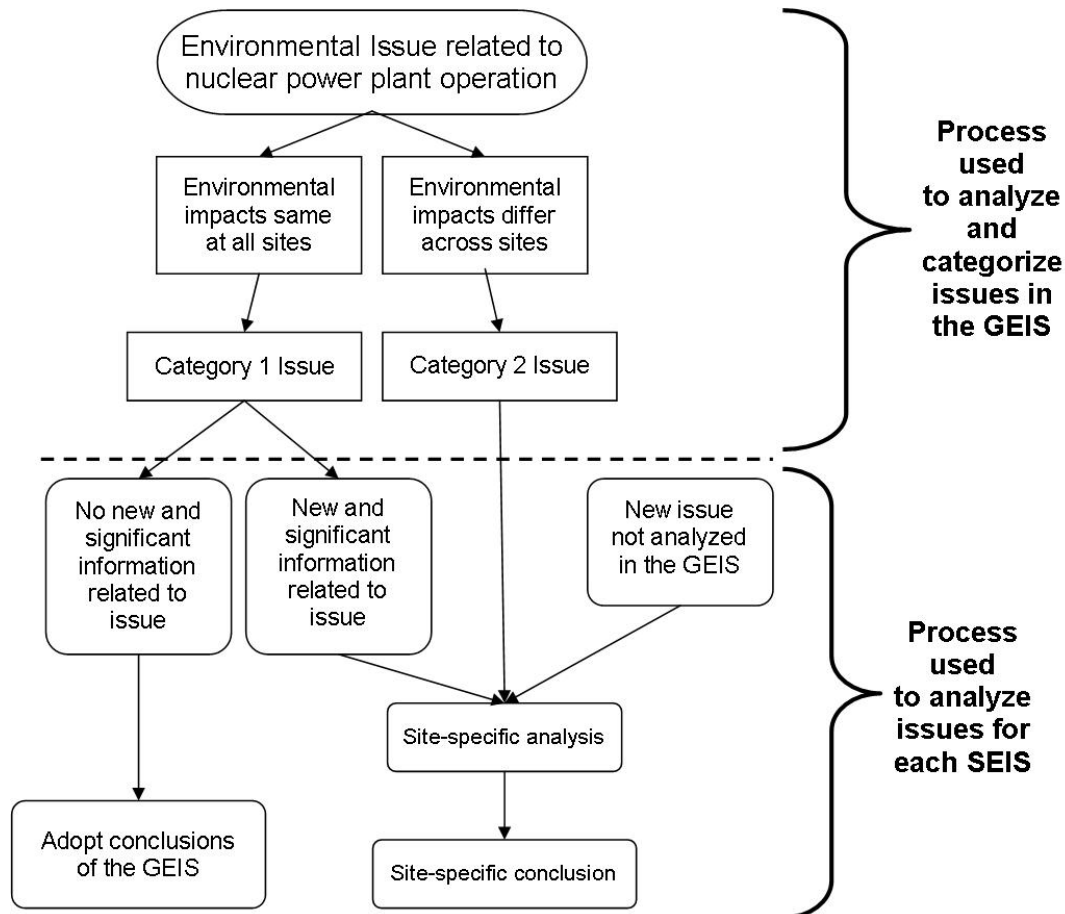 Environmental Issue related to
nuclear power plant operation
Environmental
impacts same
at all sites
Environmental
impacts differ
across sites
Category 1 Issue
Category 2 Issue
Process
used
to analyze
and
categorize
issues in
the GEIS
No new and
significant
information
related to
issue
New and
significant
information
related to
issue
New issue
not analyzed
in the GEIS
Site-specific analysis
Adopt conclusions
of the GEIS
Site-specific conclusion
Process
used
to analyze
issues for
each SEIS